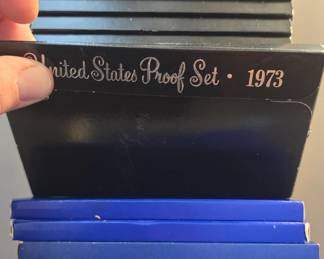 United States Proof Set · 1973